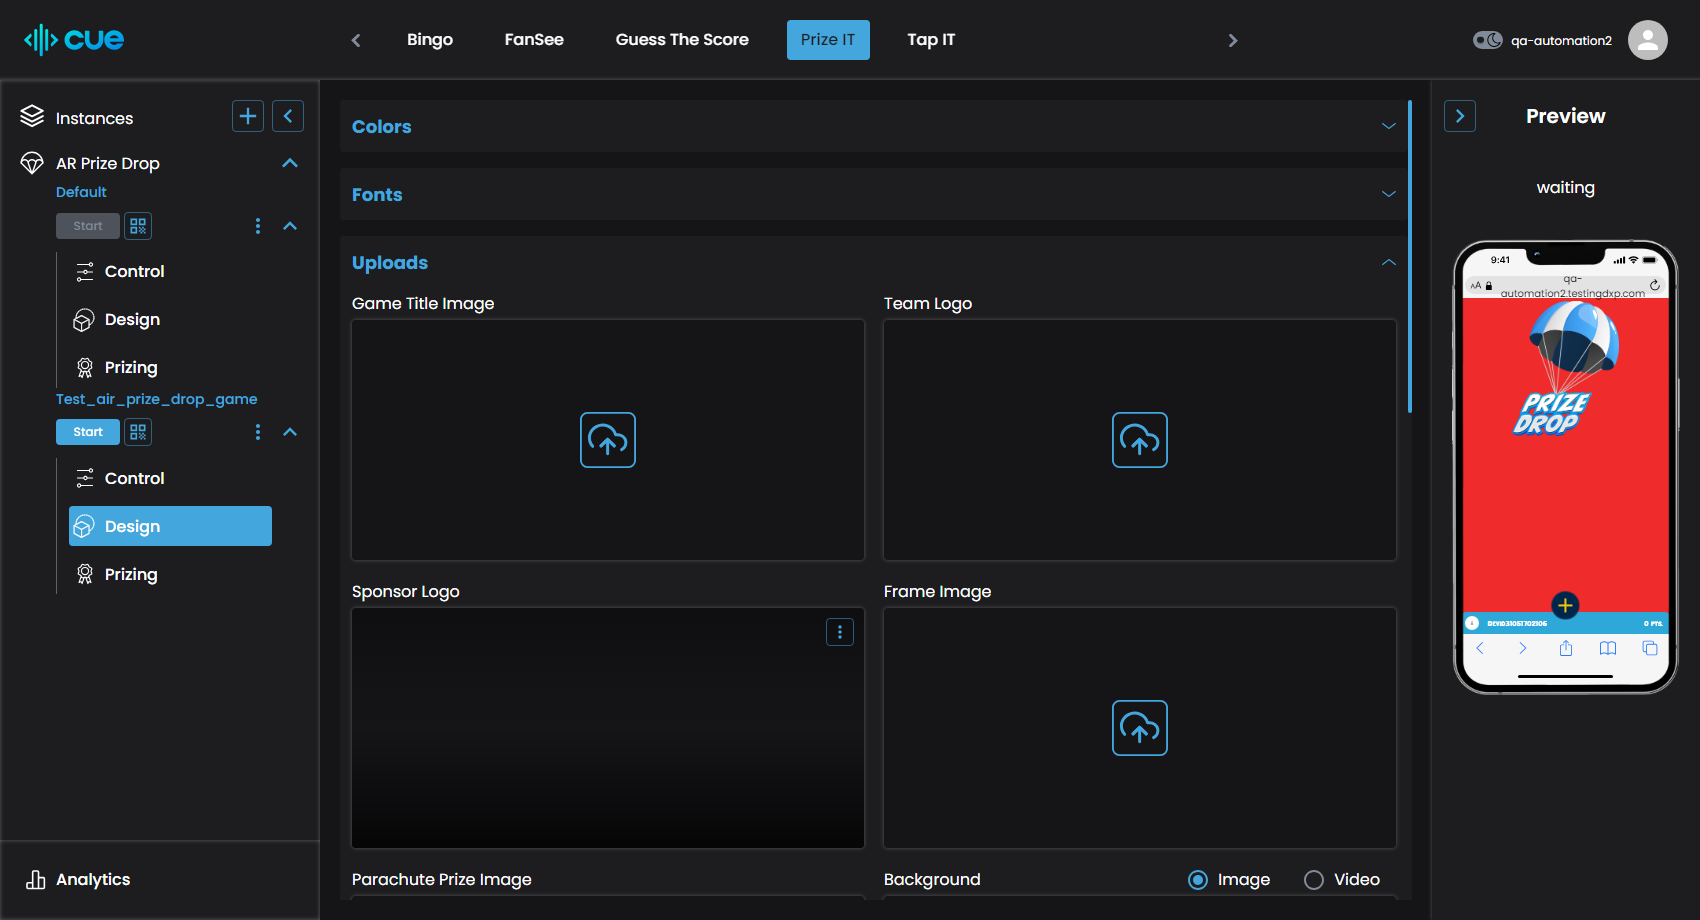 cue
Bingo
FanSee
Guess The Score
Prize IT
Tap IT
qa-automation2
Instances
AR Prize Drop
Default
Start
Control
Design
Prizing
Test_air_prize_drop_game
Start
Control
Design
Prizing
Analytics
Colors
Fonts
Uploads
Game Title Image
Team Logo
Sponsor Logo
Frame Image
Parachute Prize Image
Background
Image
Video
Preview
waiting
9:41
AA
qa-
automation2.testingdxp.com
PRIZE
DROP
DEVID31051702106
0 PTS.